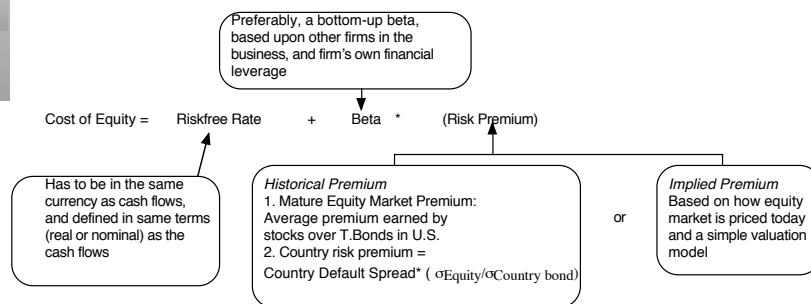 Preferably, a bottom-up beta,
based upon other firms in the
business, and firm's own financial
leverage
Cost of Equity = Riskfree Rate + Beta * (Risk Premium)
Has to be in the same
currency as cash flows,
and defined in same terms
(real or nominal) as the
cash flows
Historical Premium
1. Mature Equity Market Premium:
Average premium earned by
stocks over T.Bonds in U.S.
2. Country risk premium =
Country Default Spread* ( σEquity/σCountry bond)
or
Implied Premium
Based on how equity
market is priced today
and a simple valuation
model